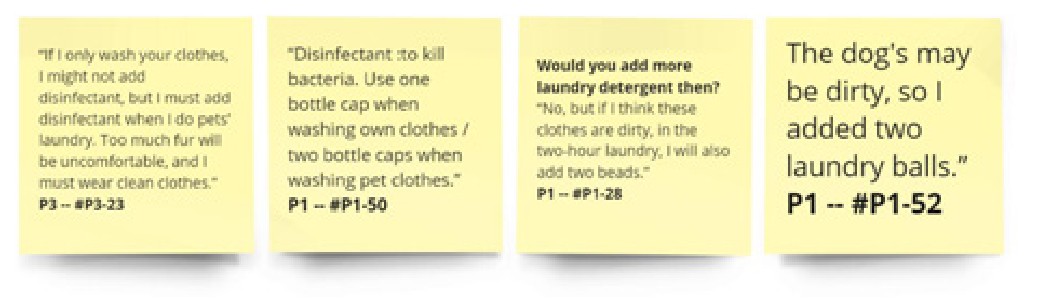 "If I only wash your clothes,
I might not add
disinfectant, but I must add
disinfectant when I do pets'
laundry. Too much fur will
be uncomfortable, and I
must wear clean clothes."
P3 -- #P3-23
"Disinfectant :to kill
bacteria. Use one
bottle cap when
washing own clothes /
two bottle caps when
washing pet clothes."
P1 -- #P1-50
Would you add more
laundry detergent then?
"No, but if I think these
clothes are dirty, in the
two-hour laundry, I will also
add two beads."
P1 -- #P1-28
The dog's may
be dirty, so I
added two
laundry balls."
P1 -- #P1-52